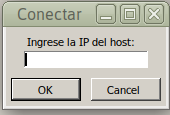 Conectar
Ingrese la IP del host:
OK
Cancel